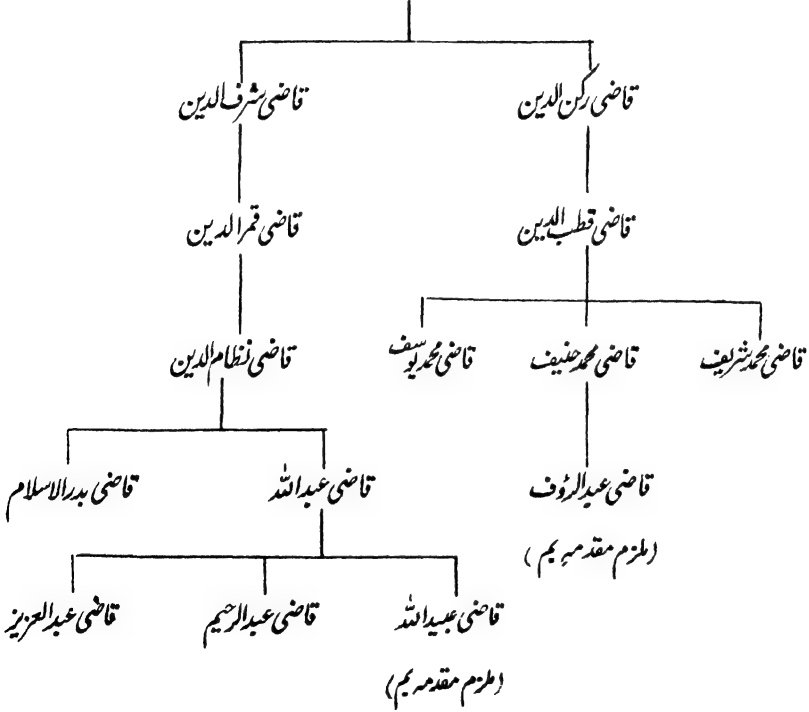 قاضی رکن الدین
قاضی شرف الدین
قاضی قطب الدین
قاضی قمر الدین
قاضی محمد شریف
قاضی محمد حنیف
قاضی محمد یوسف
قاضی نظام الدین
قاضی عبدالرؤف
(ملزم مقدمہ یم)
قاضی عبداللہ
قاضی بدر الاسلام
قاضی عبیداللہ
(ملزم مقدمہ یم)
قاضی عبدالرحیم
قاضی عبدالعزیز